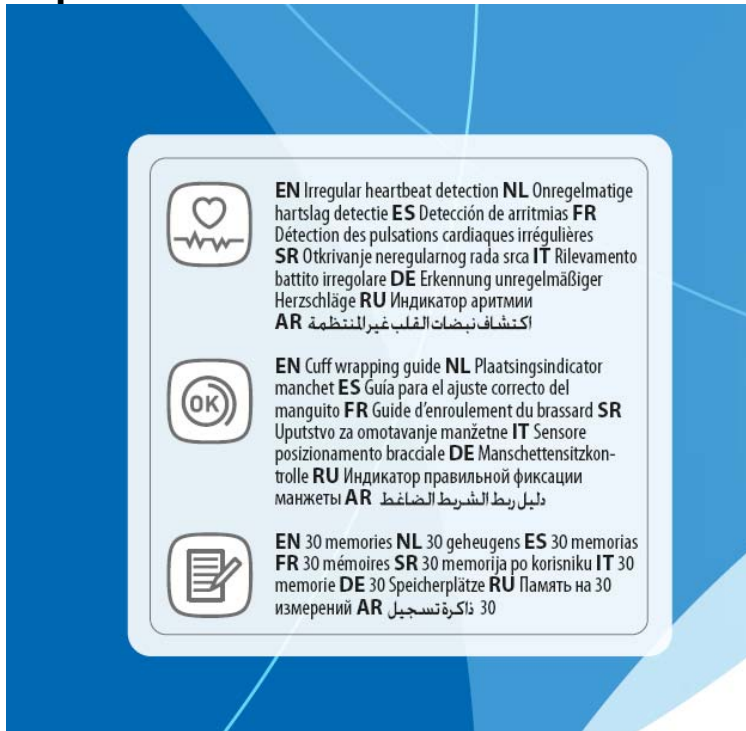 EN Irregular heartbeat detection NL Onregelmatige
hartslag detectie ES Detección de arritmias FR
Détection des pulsations cardiaques irrégulières
SR Otkrivanje neregularnog rada srca IT Rilevamento
battito irregolare DE Erkennung unregelmäßiger
Herzschläge RU Индикатор аритмии
AR اكتشاف نبضات القلب غير المنتظمة
OK
EN Cuff wrapping guide NL Plaatsingsindicator
manchet ES Guía para el ajuste correcto del
manguito FR Guide d’enroulement du brassard SR
Uputstvo za omotavanje manžetne IT Sensore
posizionamento bracciale DE Manschettensitzkon-
trolle RU Индикатор правильной фиксации
манжеты AR دليل ربط الشريط الضاغط
EN 30 memories NL 30 geheugens ES 30 memorias
FR 30 mémoires SR 30 memorija po korisniku IT 30
memorie DE 30 Speicherplätze RU Память на 30
измерений AR 30 ذاكرة تسجيل